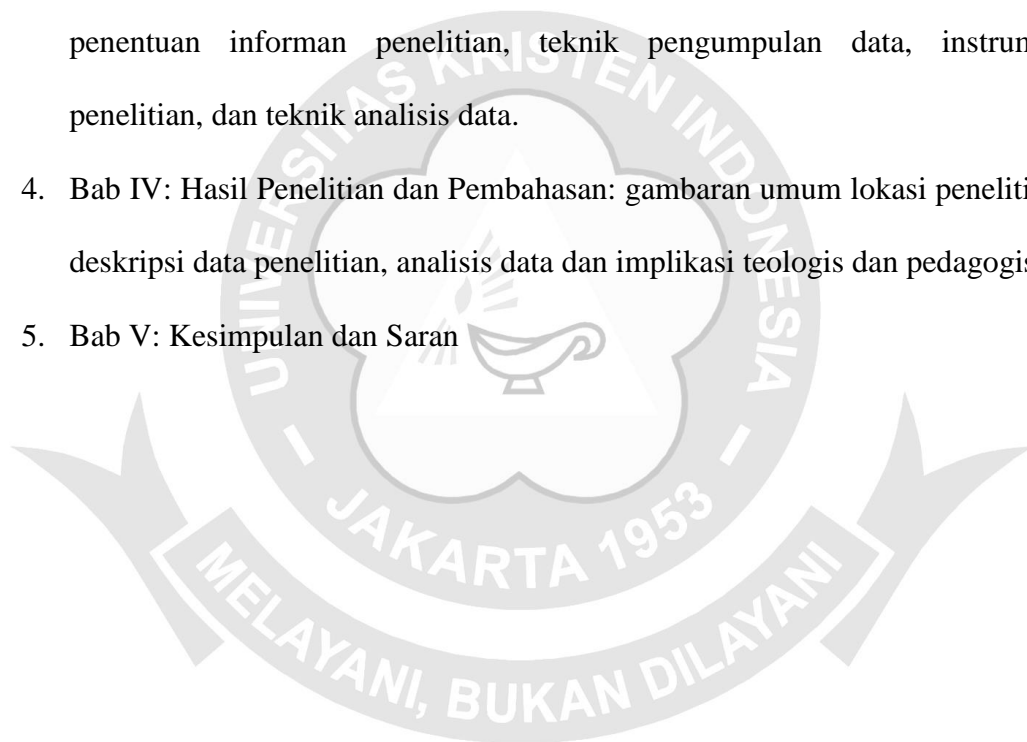 penentuan informan penelitian, teknik pengumpulan data, instrum
penelitian, dan teknik analisis data.
4. Bab IV: Hasil Penelitian dan Pembahasan: gambaran umum lokasi peneliti
deskripsi data penelitian, analisis data dan implikasi teologis dan pedagogis
5. Bab V: Kesimpulan dan Saran
UNIVERSITAS KRISTEN INDONESIA
JAKARTA 1953
MELAYANI, BUKAN DILAYANI